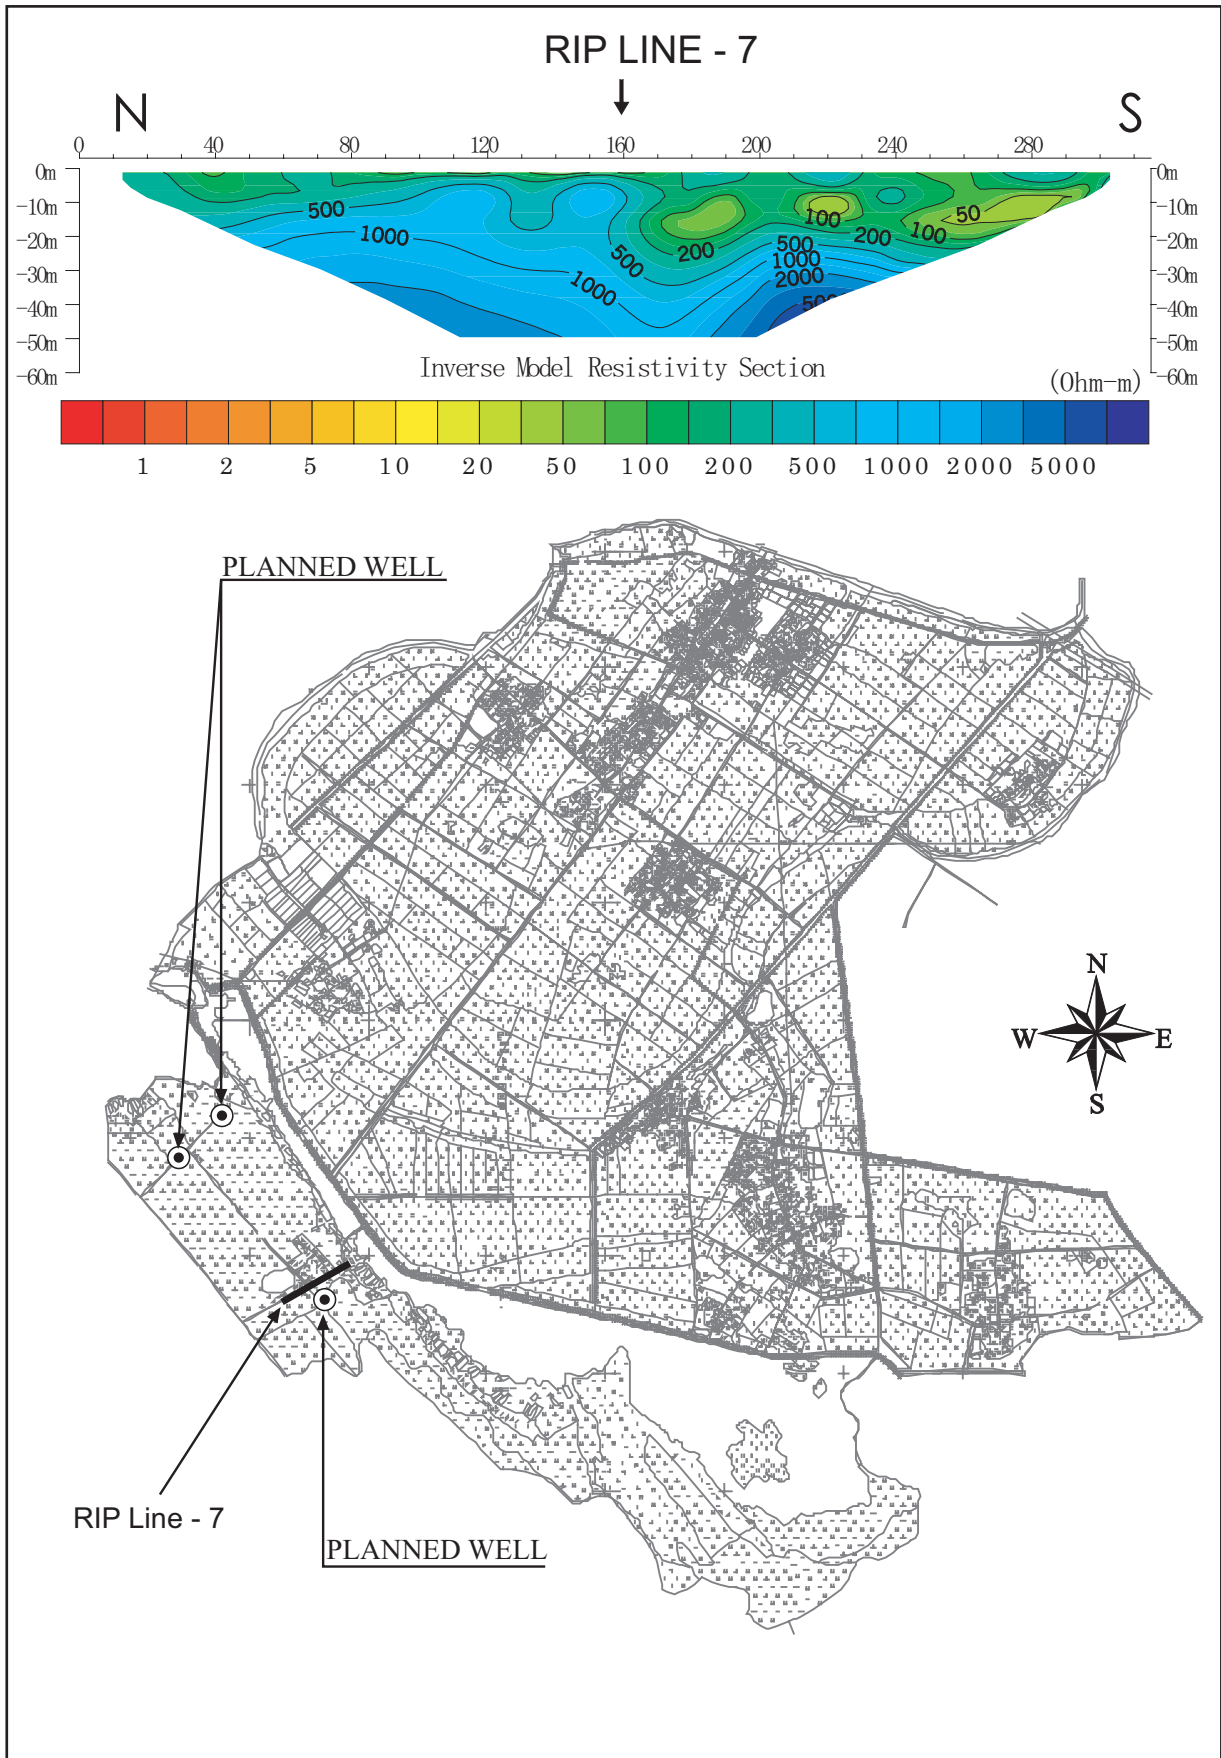 RIP LINE - 7
N S
0 40 80 120 160 200 240 280
0m 0m
-10m -10m
-20m -20m
-30m -30m
-40m -40m
-50m -50m
-60m -60m
500 1000 1000 500 200 100 200 100 50
500
1000
2000
Inverse Model Resistivity Section
(Ohm-m)
1 2 5 10 20 50 100 200 500 1000 2000 5000
PLANNED WELL
N
W E
S
RIP Line - 7
PLANNED WELL